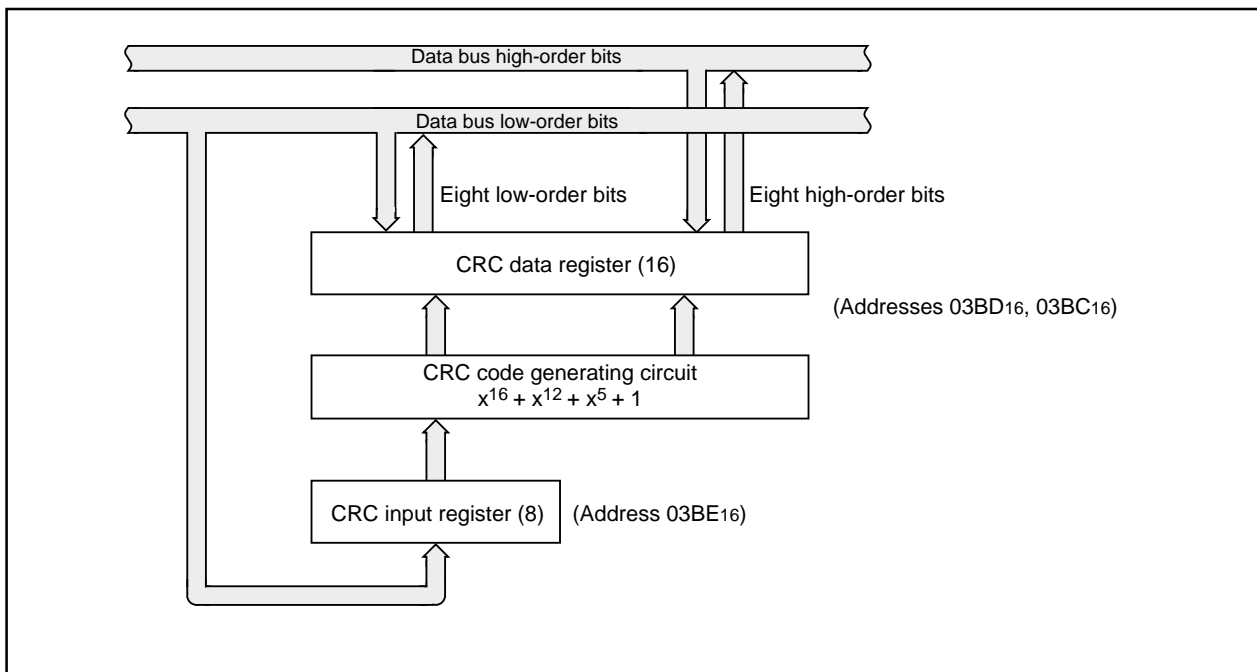 Data bus high-order bits
Data bus low-order bits
Eight low-order bits
Eight high-order bits
CRC data register (16)
(Addresses 03BD16, 03BC16)
CRC code generating circuit
x16 + x12 + x5 + 1
CRC input register (8)
(Address 03BE16)